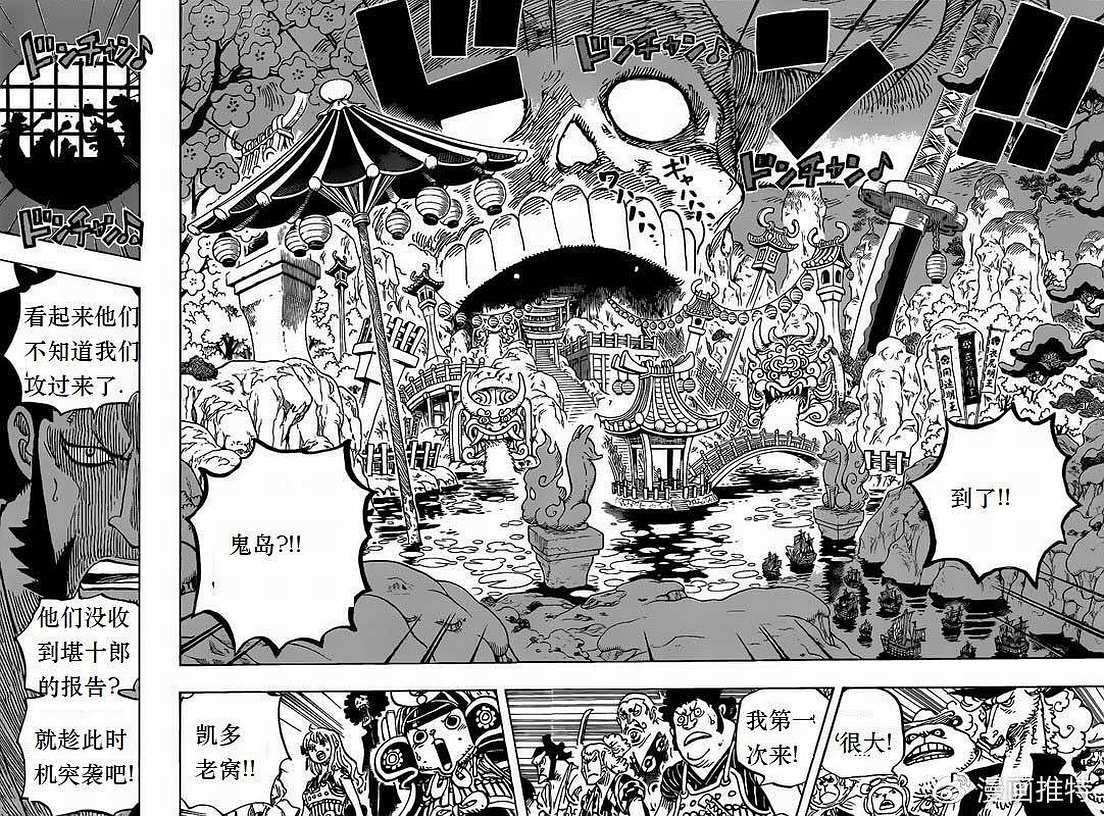 ドン!!
ドンチャン♪
ドンチャン♪
ギャハハハ
ワハハハ
到了!!
鬼岛?!!
'很大!
我第一
次来!
凯多
老窝!!
ドンチャン♪
ドンチャン♪
看起来他们
不知道我们
攻过来了.
他们没收
到堪十郎
的报告?
就趁此时
机突袭吧!
漫画推特